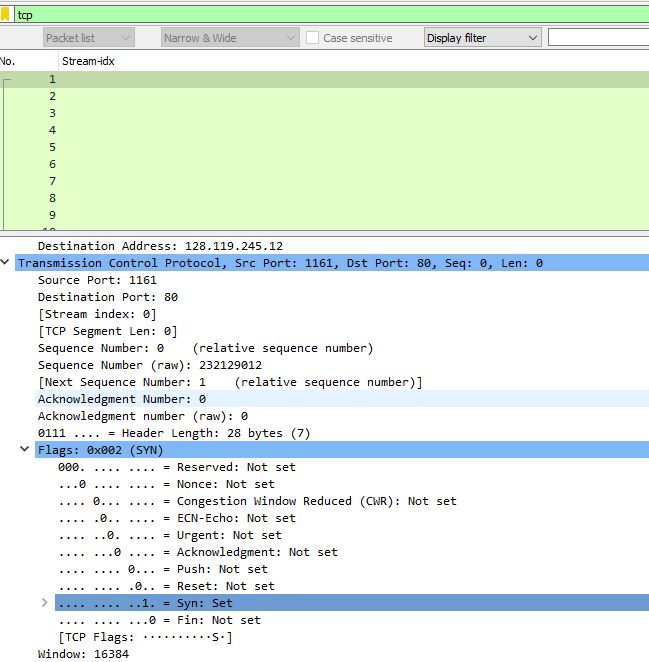 tcp
Packet list Narrow & Wide Case sensitive Display filter
No. Stream-idx
1
2
3
4
5
6
7
8
9
Destination Address: 128.119.245.12
Transmission Control Protocol, Src Port: 1161, Dst Port: 80, Seq: 0, Len: 0
Source Port: 1161
Destination Port: 80
[Stream index: 0]
[TCP Segment Len: 0]
Sequence Number: 0    (relative sequence number)
Sequence Number (raw): 232129012
[Next Sequence Number: 1    (relative sequence number)]
Acknowledgment Number: 0
Acknowledgment number (raw): 0
0111 .... = Header Length: 28 bytes (7)
Flags: 0x002 (SYN)
000. .... .... = Reserved: Not set
...0 .... .... = Nonce: Not set
.... 0... .... = Congestion Window Reduced (CWR): Not set
.... .0.. .... = ECN-Echo: Not set
.... ..0. .... = Urgent: Not set
.... ...0 .... = Acknowledgment: Not set
.... .... 0... = Push: Not set
.... .... .0.. = Reset: Not set
.... .... ..1. = Syn: Set
.... .... ...0 = Fin: Not set
[TCP Flags: ··········S·]
Window: 16384